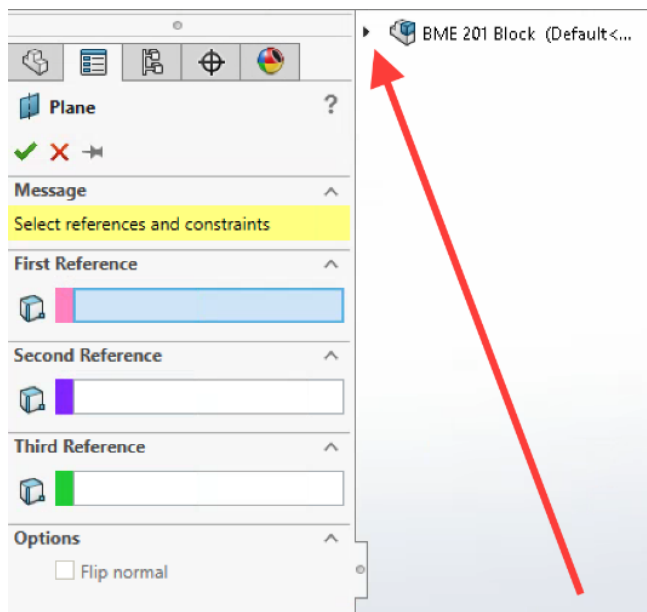 BME 201 Block (Default<...
Plane
?
Message
Select references and constraints
First Reference
Second Reference
Third Reference
Options
Flip normal